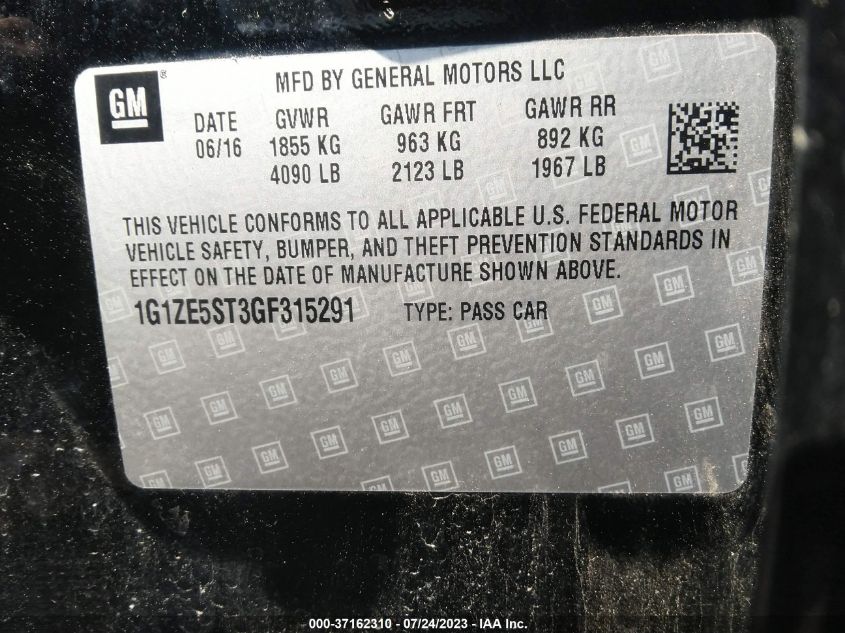 GM ®
MFD BY GENERAL MOTORS LLC
DATE GVWR GAWR FRT GAWR RR
06/16 1855 KG 963 KG 892 KG
4090 LB 2123 LB 1967 LB
THIS VEHICLE CONFORMS TO ALL APPLICABLE U.S. FEDERAL MOTOR
VEHICLE SAFETY, BUMPER, AND THEFT PREVENTION STANDARDS IN
EFFECT ON THE DATE OF MANUFACTURE SHOWN ABOVE.
1G1ZE5ST3GF315291 TYPE: PASS CAR
000-37162310 - 07/24/2023 - IAA Inc.